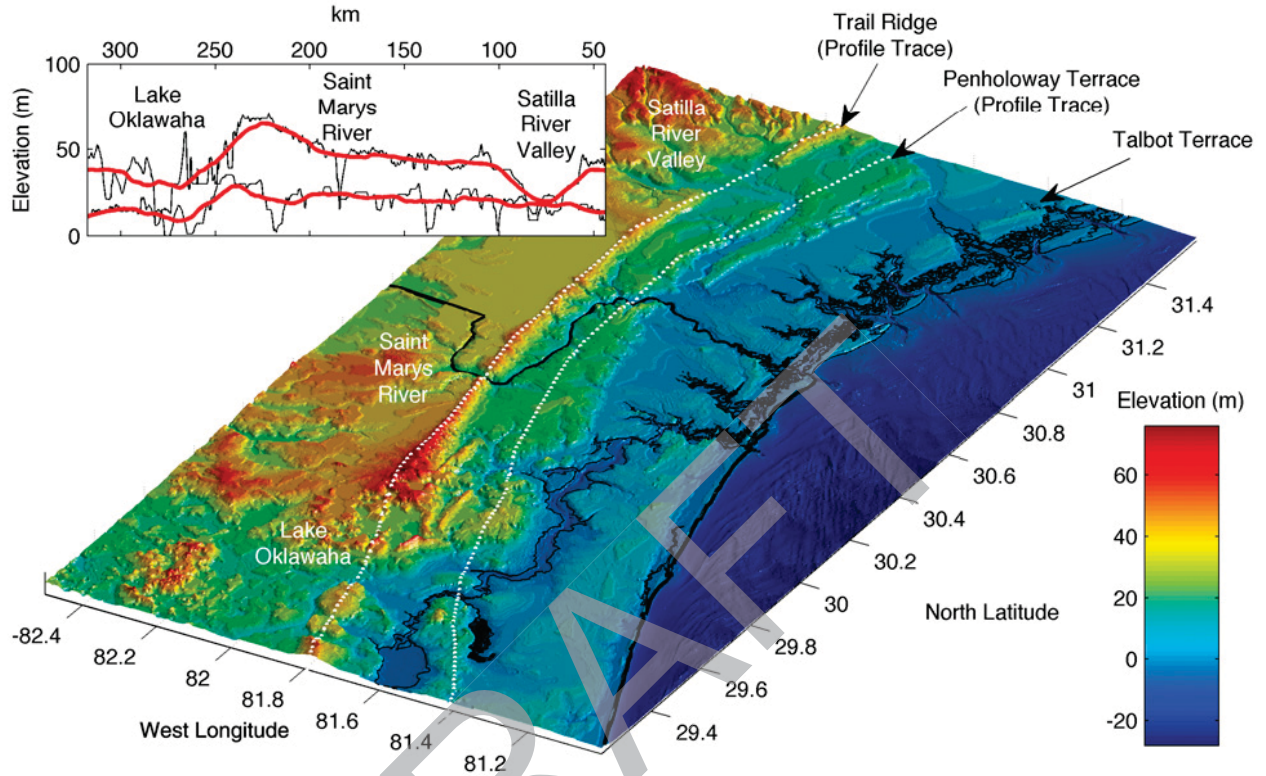 km
300 250 200 150 100 50
100
50
0
Elevation (m)
Lake
Oklawaha
Saint
Marys
River
Satilla
River
Valley
Trail Ridge
(Profile Trace)
Penholoway Terrace
(Profile Trace)
Talbot Terrace
Satilla
River
Valley
Saint
Marys
River
Lake
Oklawaha
31.4
31.2
31
30.8
30.6
30.4
30.2
30
29.8
29.6
29.4
North Latitude
-82.4
82.2
82
81.8
81.6
81.4
81.2
West Longitude
Elevation (m)
60
40
20
0
-20
DRAFT